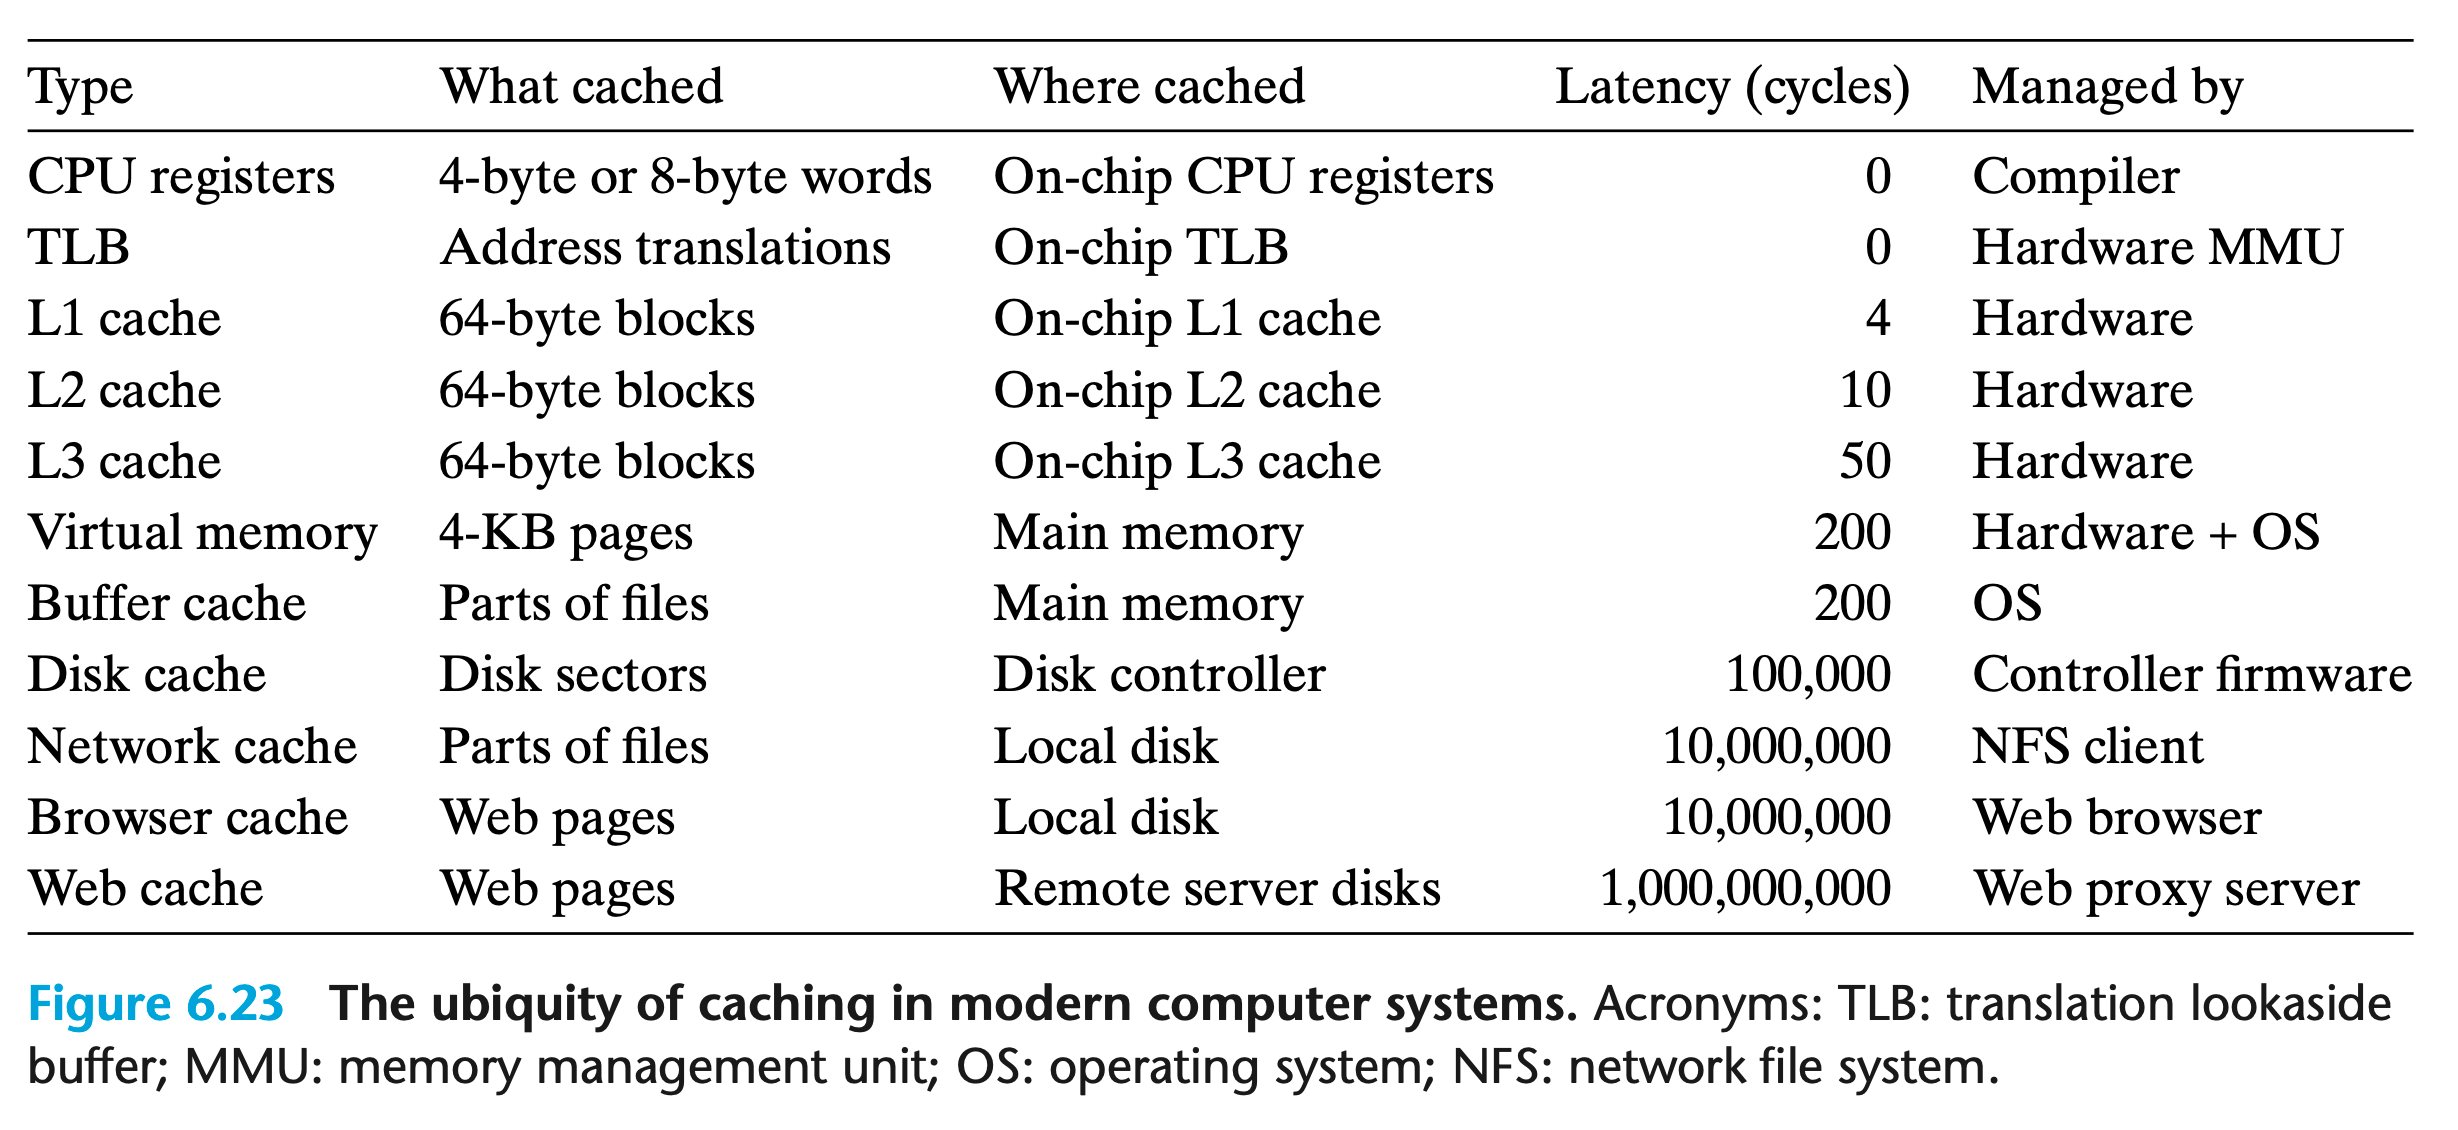 Type What cached Where cached Latency (cycles) Managed by
CPU registers 4-byte or 8-byte words On-chip CPU registers 0 Compiler
TLB Address translations On-chip TLB 0 Hardware MMU
L1 cache 64-byte blocks On-chip L1 cache 4 Hardware
L2 cache 64-byte blocks On-chip L2 cache 10 Hardware
L3 cache 64-byte blocks On-chip L3 cache 50 Hardware
Virtual memory 4-KB pages Main memory 200 Hardware + OS
Buffer cache Parts of files Main memory 200 OS
Disk cache Disk sectors Disk controller 100,000 Controller firmware
Network cache Parts of files Local disk 10,000,000 NFS client
Browser cache Web pages Local disk 10,000,000 Web browser
Web cache Web pages Remote server disks 1,000,000,000 Web proxy server
Figure 6.23 The ubiquity of caching in modern computer systems. Acronyms: TLB: translation lookaside
buffer; MMU: memory management unit; OS: operating system; NFS: network file system.